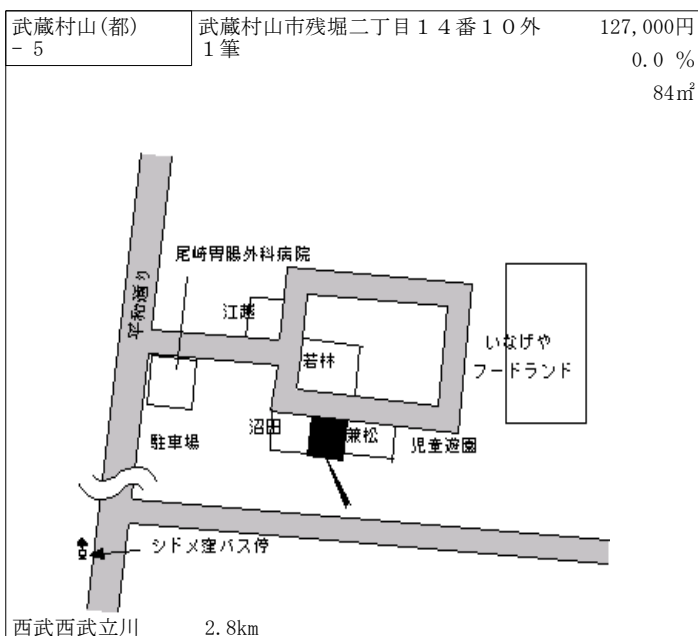 武蔵村山(都)
- 5
武蔵村山市残堀二丁目１４番１０外
１筆
127,000円
0.0 %
84㎡
尾崎胃腸外科病院
平和通り
江越
若林
いなげや
フードランド
沼田
兼松
児童遊園
駐車場
シドメ窪バス停
西武西武立川 2.8km